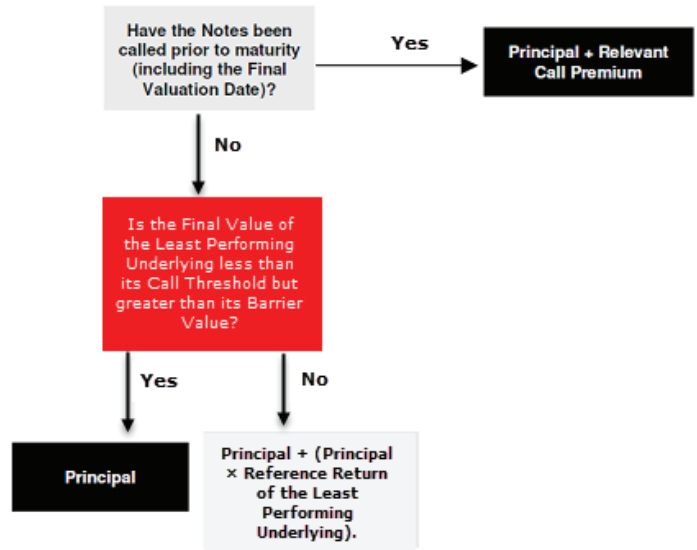 Have the Notes been
called prior to maturity
(including the Final
Valuation Date)?
Yes
Principal + Relevant
Call Premium
No
Is the Final Value of
the Least Performing
Underlying less than
its Call Threshold but
greater than its Barrier
Value?
Yes
No
Principal
Principal + (Principal
× Reference Return
of the Least
Performing
Underlying).